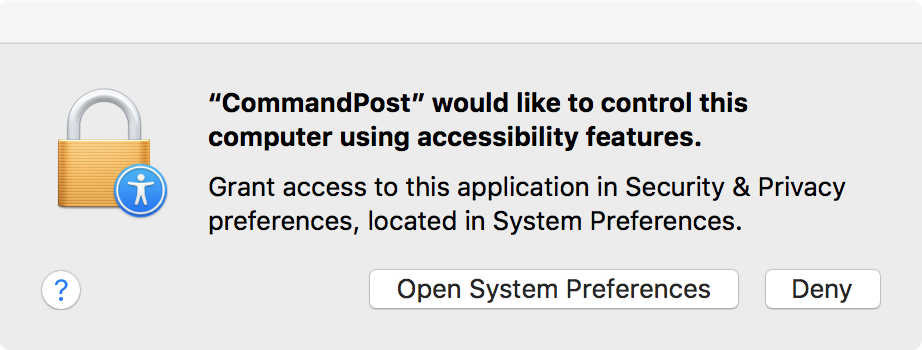 “CommandPost” would like to control this
computer using accessibility features.
Grant access to this application in Security & Privacy
preferences, located in System Preferences.
?
Open System Preferences
Deny